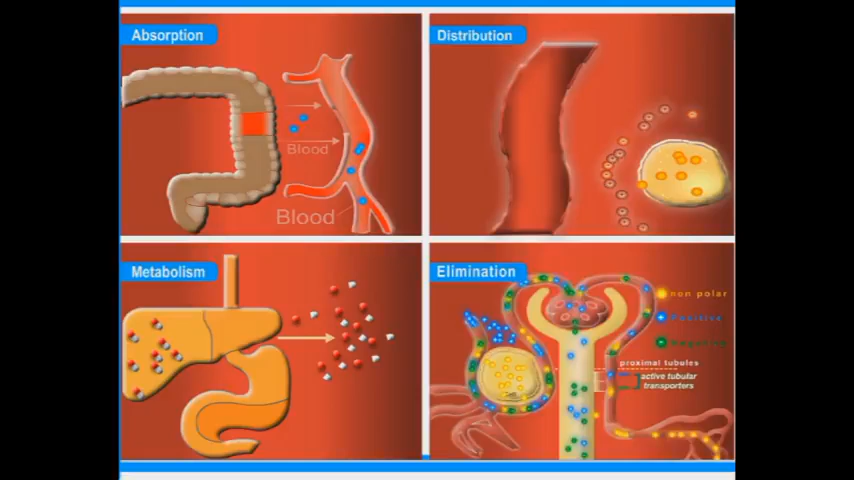 Absorption
Blood
Blood
Distribution
Metabolism
Elimination
non polar
Positive
Negative
proximal tubules
active tubular
transporters